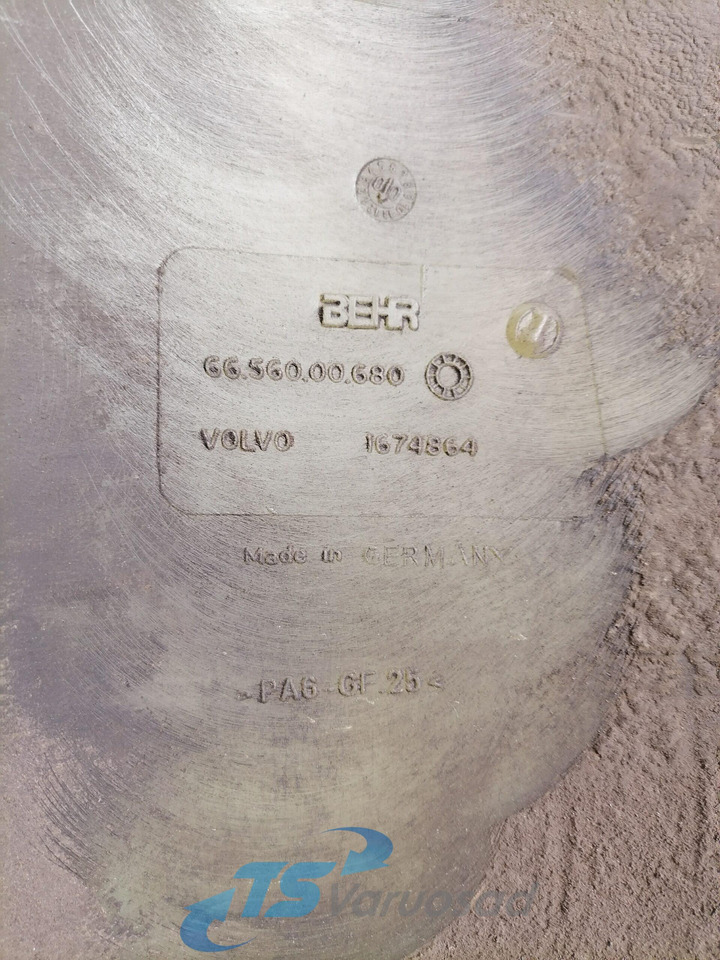 BEHR
66.560.00.680
VOLVO 1674864
Made in GERMANY
>PA6-GF.25<
TS Varuosad